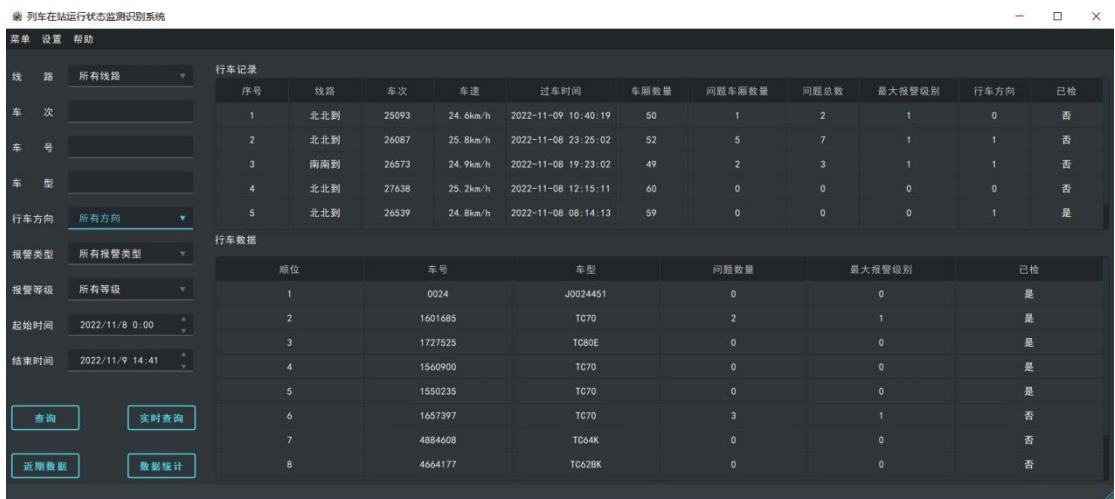 列车在站运行状态监测识别系统
菜单 设置 帮助
线 路 所有线路
车 次
车 号
车 型
行车方向 所有方向
报警类型 所有报警类型
报警等级 所有等级
起始时间 2022/11/8 0:00
结束时间 2022/11/9 14:41
查询 实时查询
近期数据 数据统计
行车记录
序号 线路 车次 车速 过车时间 车厢数量 问题车厢数量 问题总数 最大报警级别 行车方向 已检
1 北北到 25093 24.6km/h 2022-11-09 10:40:19 50 1 2 1 0 否
2 北北到 26087 25.8km/h 2022-11-08 23:25:02 52 5 7 1 1 否
3 南南到 26573 24.9km/h 2022-11-08 19:23:02 49 2 3 1 1 否
4 北北到 27638 25.2km/h 2022-11-08 12:15:11 60 0 0 0 0 否
5 北北到 26539 24.8km/h 2022-11-08 08:14:13 59 0 0 0 1 是
行车数据
顺位 车号 车型 问题数量 最大报警级别 已检
1 0024 J0024451 0 0 是
2 1601685 TC70 2 1 是
3 1727525 TC80E 0 0 是
4 1560900 TC70 0 0 是
5 1550235 TC70 0 0 是
6 1657397 TC70 3 1 否
7 4884608 TC64K 0 0 否
8 4664177 TC62BK 0 0 否